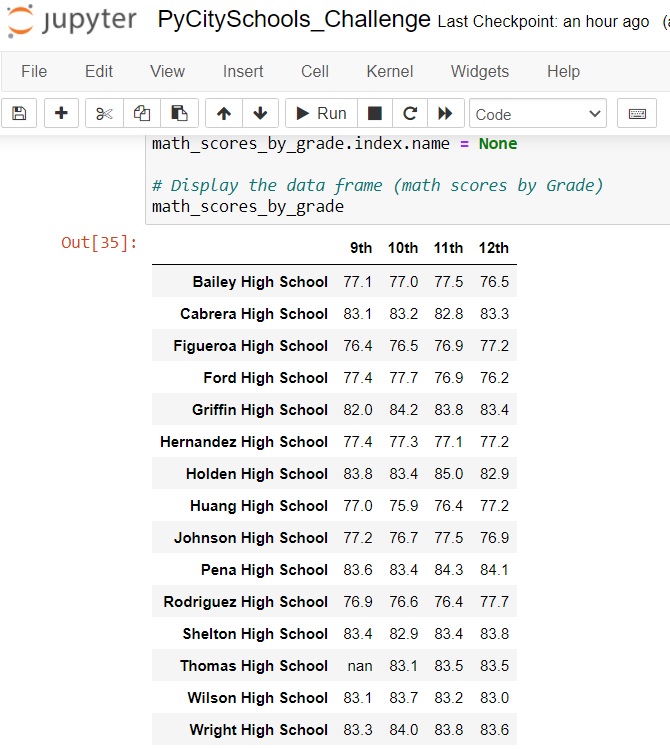 jupyter PyCitySchools_Challenge Last Checkpoint: an hour ago (
File Edit View Insert Cell Kernel Widgets Help
Run Code
math_scores_by_grade.index.name = None
# Display the data frame (math scores by Grade)
math_scores_by_grade
Out[35]:
9th 10th 11th 12th
Bailey High School 77.1 77.0 77.5 76.5
Cabrera High School 83.1 83.2 82.8 83.3
Figueroa High School 76.4 76.5 76.9 77.2
Ford High School 77.4 77.7 76.9 76.2
Griffin High School 82.0 84.2 83.8 83.4
Hernandez High School 77.4 77.3 77.1 77.2
Holden High School 83.8 83.4 85.0 82.9
Huang High School 77.0 75.9 76.4 77.2
Johnson High School 77.2 76.7 77.5 76.9
Pena High School 83.6 83.4 84.3 84.1
Rodriguez High School 76.9 76.6 76.4 77.7
Shelton High School 83.4 82.9 83.4 83.8
Thomas High School nan 83.1 83.5 83.5
Wilson High School 83.1 83.7 83.2 83.0
Wright High School 83.3 84.0 83.8 83.6